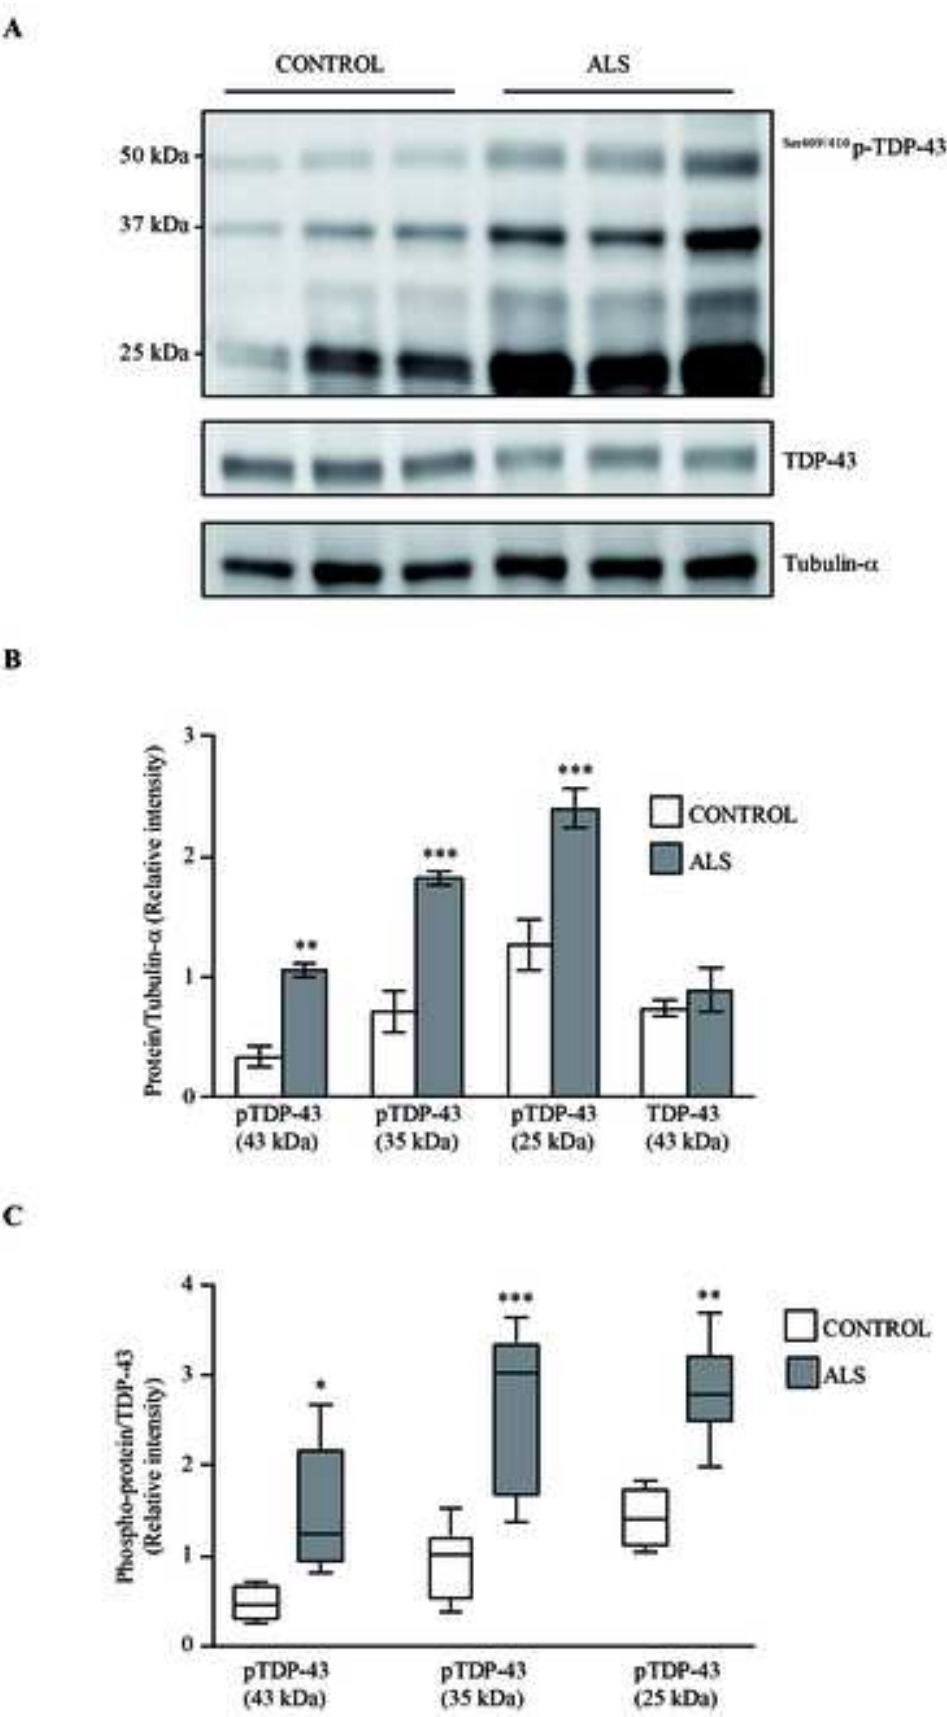 A
CONTROL ALS
50 kDa
Ser409/410 p-TDP-43
37 kDa
25 kDa
TDP-43
Tubulin-α
B
Protein/Tubulin-α (Relative intensity)
3
2
1
0
**
***
***
CONTROL
ALS
pTDP-43 pTDP-43 pTDP-43 TDP-43
(43 kDa) (35 kDa) (25 kDa) (43 kDa)
C
Phospho-protein/TDP-43
(Relative intensity)
4
3
2
1
0
*
***
**
CONTROL
ALS
pTDP-43 pTDP-43 pTDP-43
(43 kDa) (35 kDa) (25 kDa)